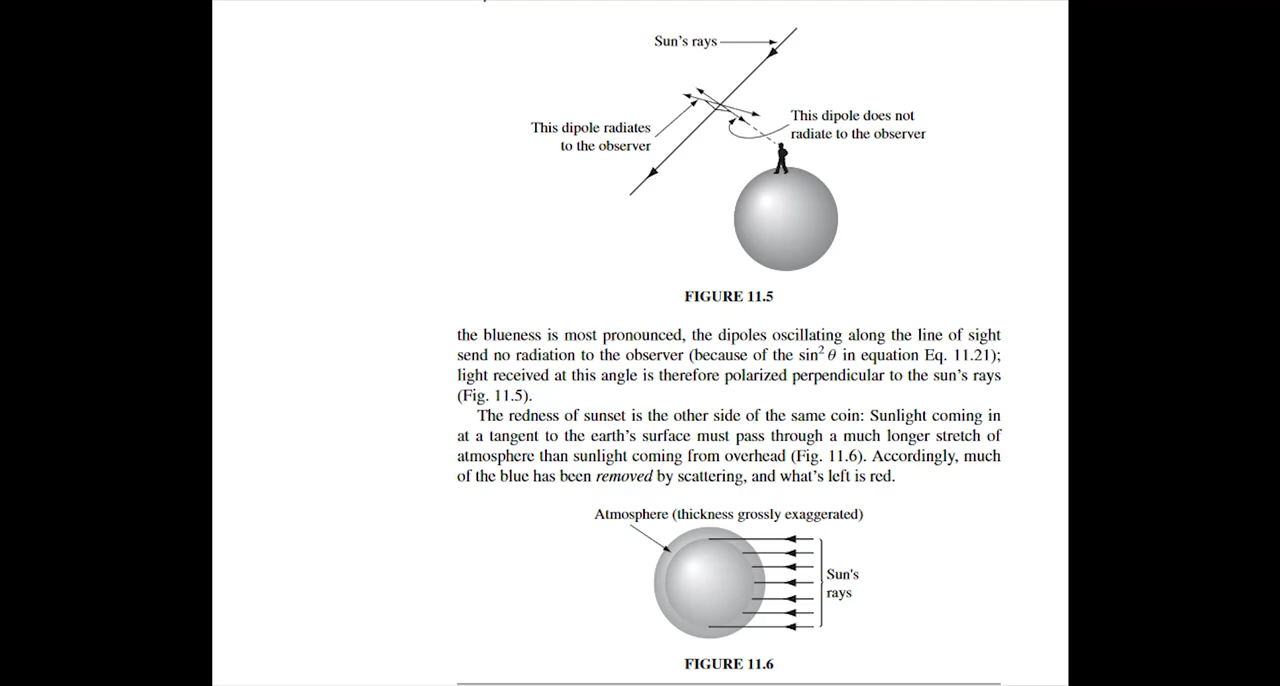 Sun's rays
This dipole radiates
to the observer
This dipole does not
radiate to the observer
FIGURE 11.5
the blueness is most pronounced, the dipoles oscillating along the line of sight
send no radiation to the observer (because of the sin² θ in equation Eq. 11.21);
light received at this angle is therefore polarized perpendicular to the sun's rays
(Fig. 11.5).
The redness of sunset is the other side of the same coin: Sunlight coming in
at a tangent to the earth's surface must pass through a much longer stretch of
atmosphere than sunlight coming from overhead (Fig. 11.6). Accordingly, much
of the blue has been removed by scattering, and what's left is red.
Atmosphere (thickness grossly exaggerated)
Sun's
rays
FIGURE 11.6